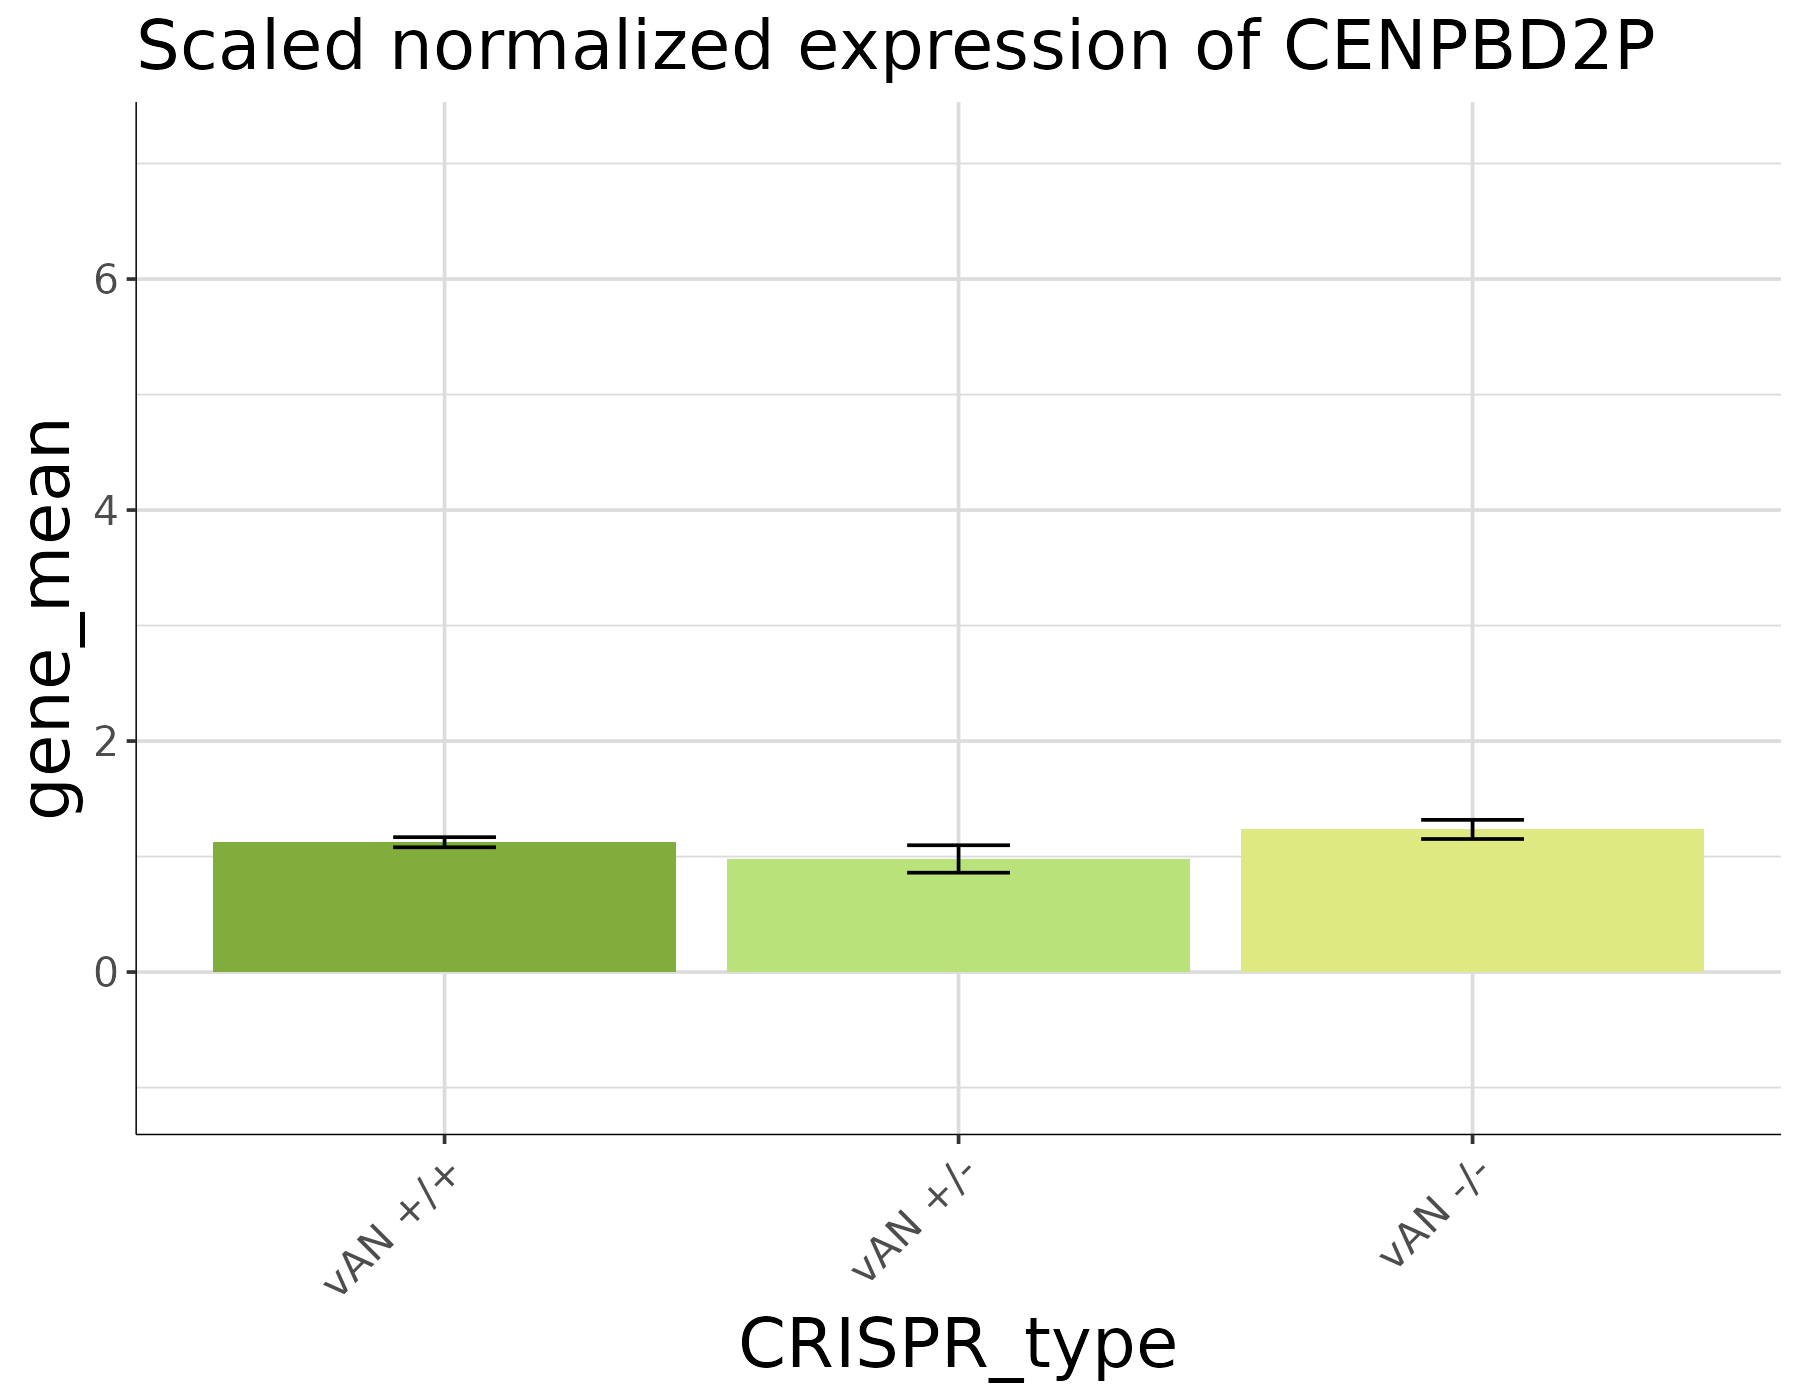 Scaled normalized expression of CENPBD2P
gene_mean
6
4
2
0
vAN +/+
vAN +/-
vAN -/-
CRISPR_type